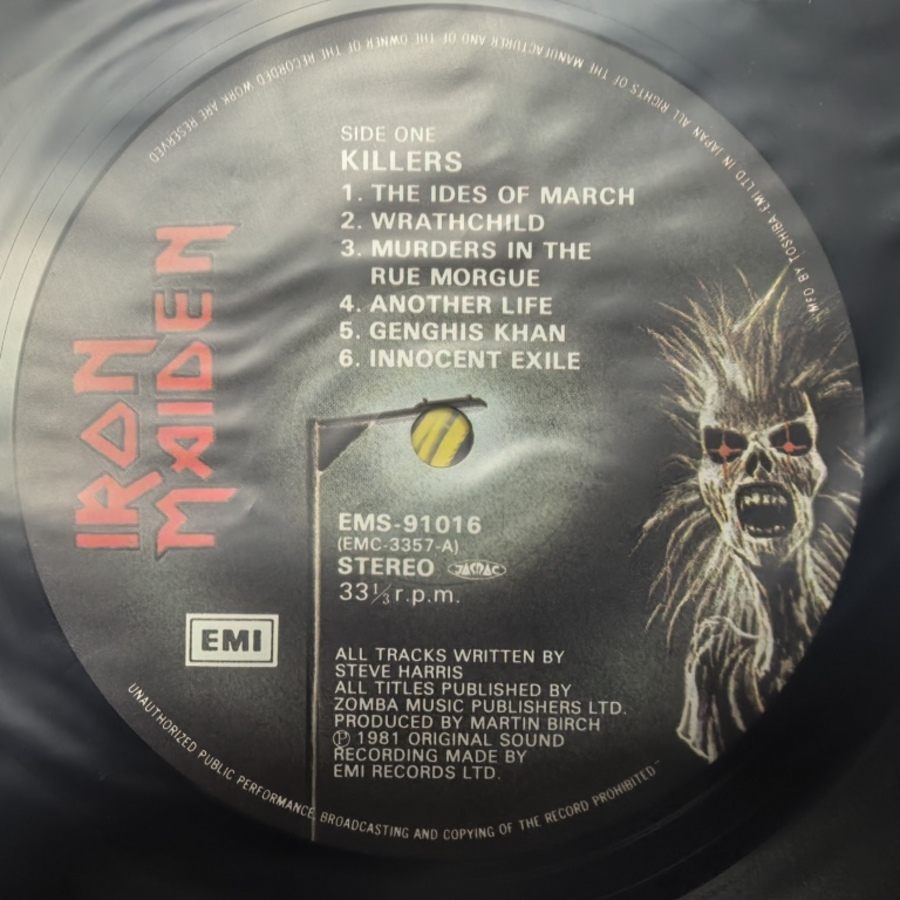 SIDE ONE
KILLERS
1. THE IDES OF MARCH
2. WRATHCHILD
3. MURDERS IN THE
RUE MORGUE
4. ANOTHER LIFE
5. GENGHIS KHAN
6. INNOCENT EXILE
IRON
MAIDEN
EMS-91016
(EMC-3357-A)
STEREO JASRAC
33⅓ r.p.m.
EMI
ALL TRACKS WRITTEN BY
STEVE HARRIS
ALL TITLES PUBLISHED BY
ZOMBA MUSIC PUBLISHERS LTD.
PRODUCED BY MARTIN BIRCH
Ⓟ 1981 ORIGINAL SOUND
RECORDING MADE BY
EMI RECORDS LTD.
MFD BY TOSHIBA-EMI LTD IN JAPAN ALL RIGHTS OF THE MANUFACTURER AND OF THE OWNER OF THE RECORDED WORK ARE RESERVED
UNAUTHORIZED PUBLIC PERFORMANCE, BROADCASTING AND COPYING OF THE RECORD PROHIBITED